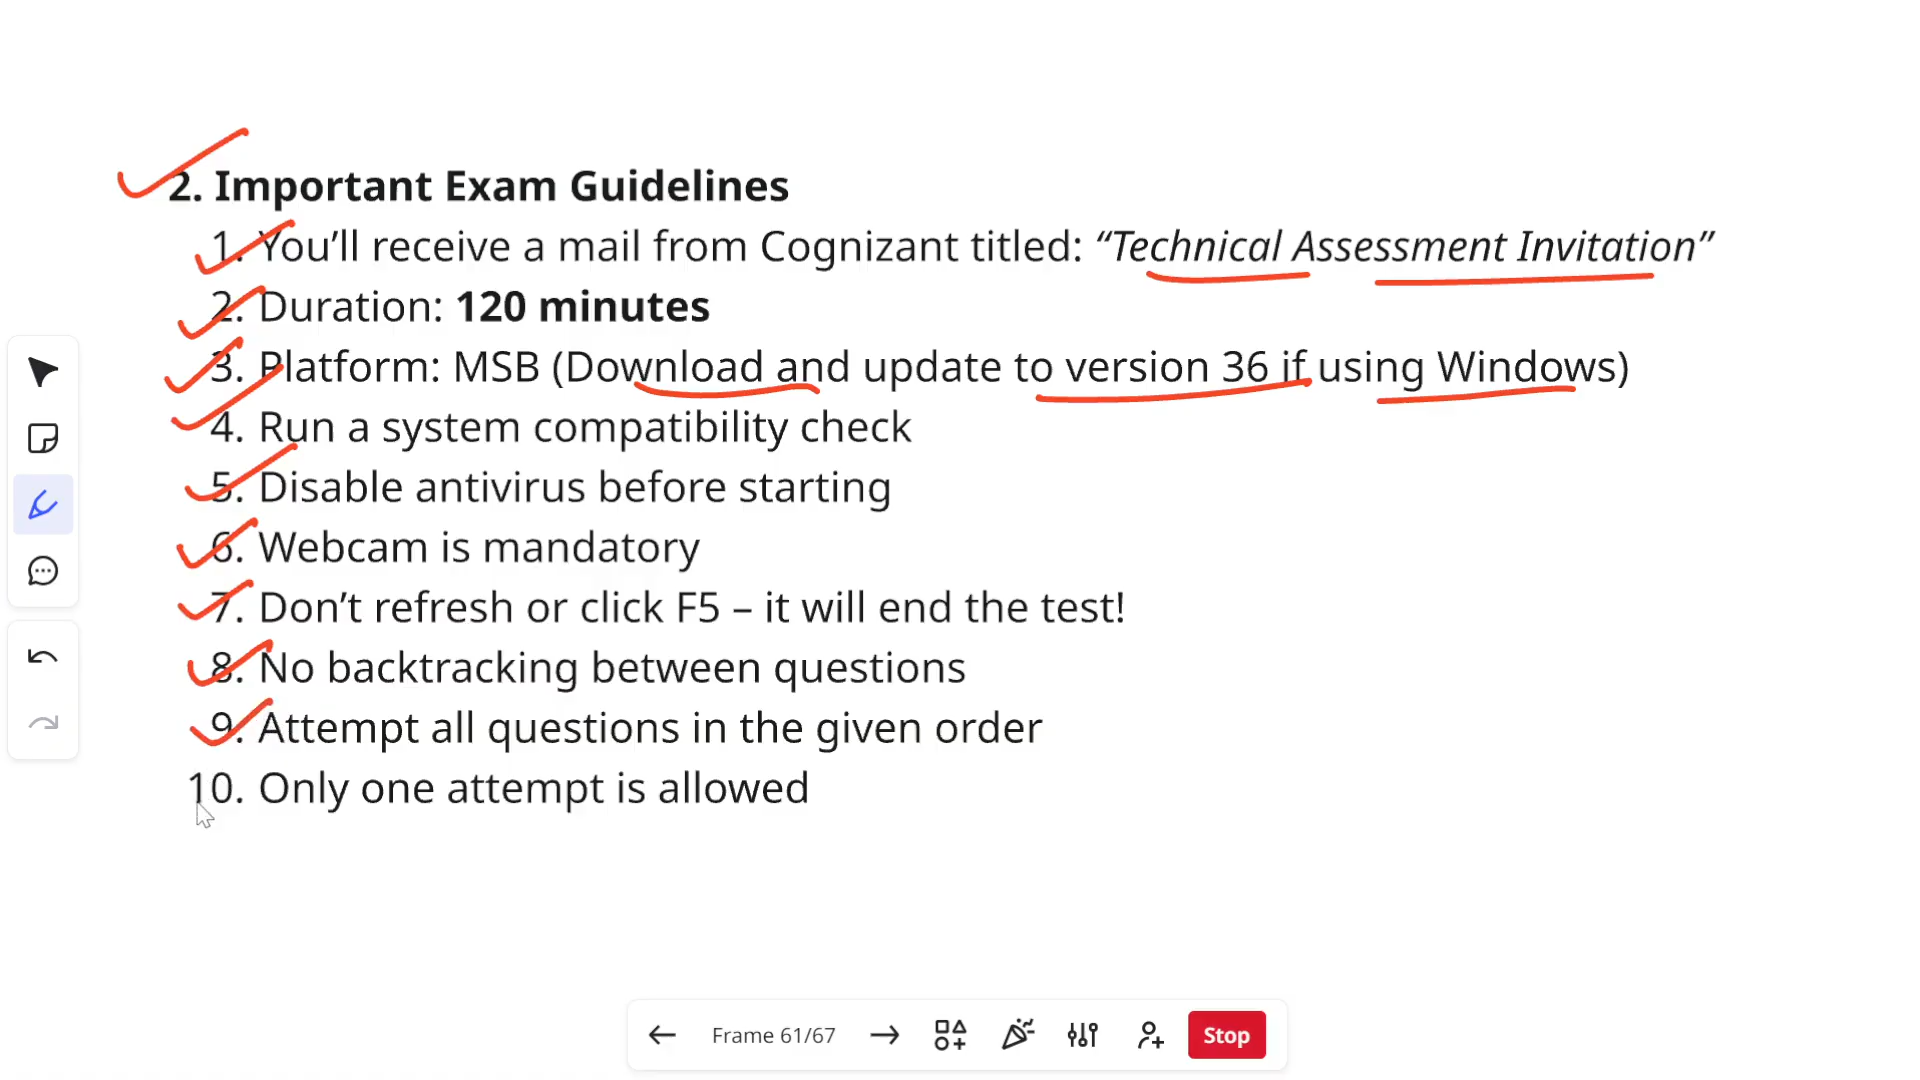 2. Important Exam Guidelines
1. You’ll receive a mail from Cognizant titled: “Technical Assessment Invitation”
2. Duration: 120 minutes
3. Platform: MSB (Download and update to version 36 if using Windows)
4. Run a system compatibility check
5. Disable antivirus before starting
6. Webcam is mandatory
7. Don’t refresh or click F5 – it will end the test!
8. No backtracking between questions
9. Attempt all questions in the given order
10. Only one attempt is allowed
Frame 61/67
Stop